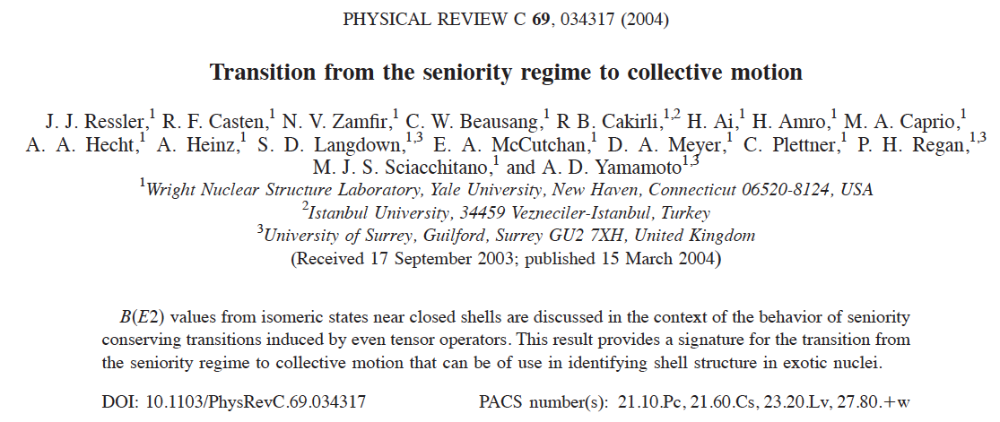 PHYSICAL REVIEW C 69, 034317 (2004)
Transition from the seniority regime to collective motion
J. J. Ressler,1 R. F. Casten,1 N. V. Zamfir,1 C. W. Beausang,1 R B. Cakirli,1,2 H. Ai,1 H. Amro,1 M. A. Caprio,1
A. A. Hecht,1 A. Heinz,1 S. D. Langdown,1,3 E. A. McCutchan,1 D. A. Meyer,1 C. Plettner,1 P. H. Regan,1,3
M. J. S. Sciacchitano,1 and A. D. Yamamoto1,3
1Wright Nuclear Structure Laboratory, Yale University, New Haven, Connecticut 06520-8124, USA
2Istanbul University, 34459 Vezneciler-Istanbul, Turkey
3University of Surrey, Guilford, Surrey GU2 7XH, United Kingdom
(Received 17 September 2003; published 15 March 2004)
B(E2) values from isomeric states near closed shells are discussed in the context of the behavior of seniority
conserving transitions induced by even tensor operators. This result provides a signature for the transition from
the seniority regime to collective motion that can be of use in identifying shell structure in exotic nuclei.
DOI: 10.1103/PhysRevC.69.034317 PACS number(s): 21.10.Pc, 21.60.Cs, 23.20.Lv, 27.80.+w